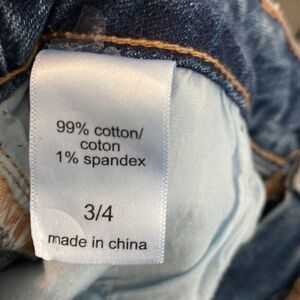 99% cotton/
coton
1% spandex
3/4
made in china